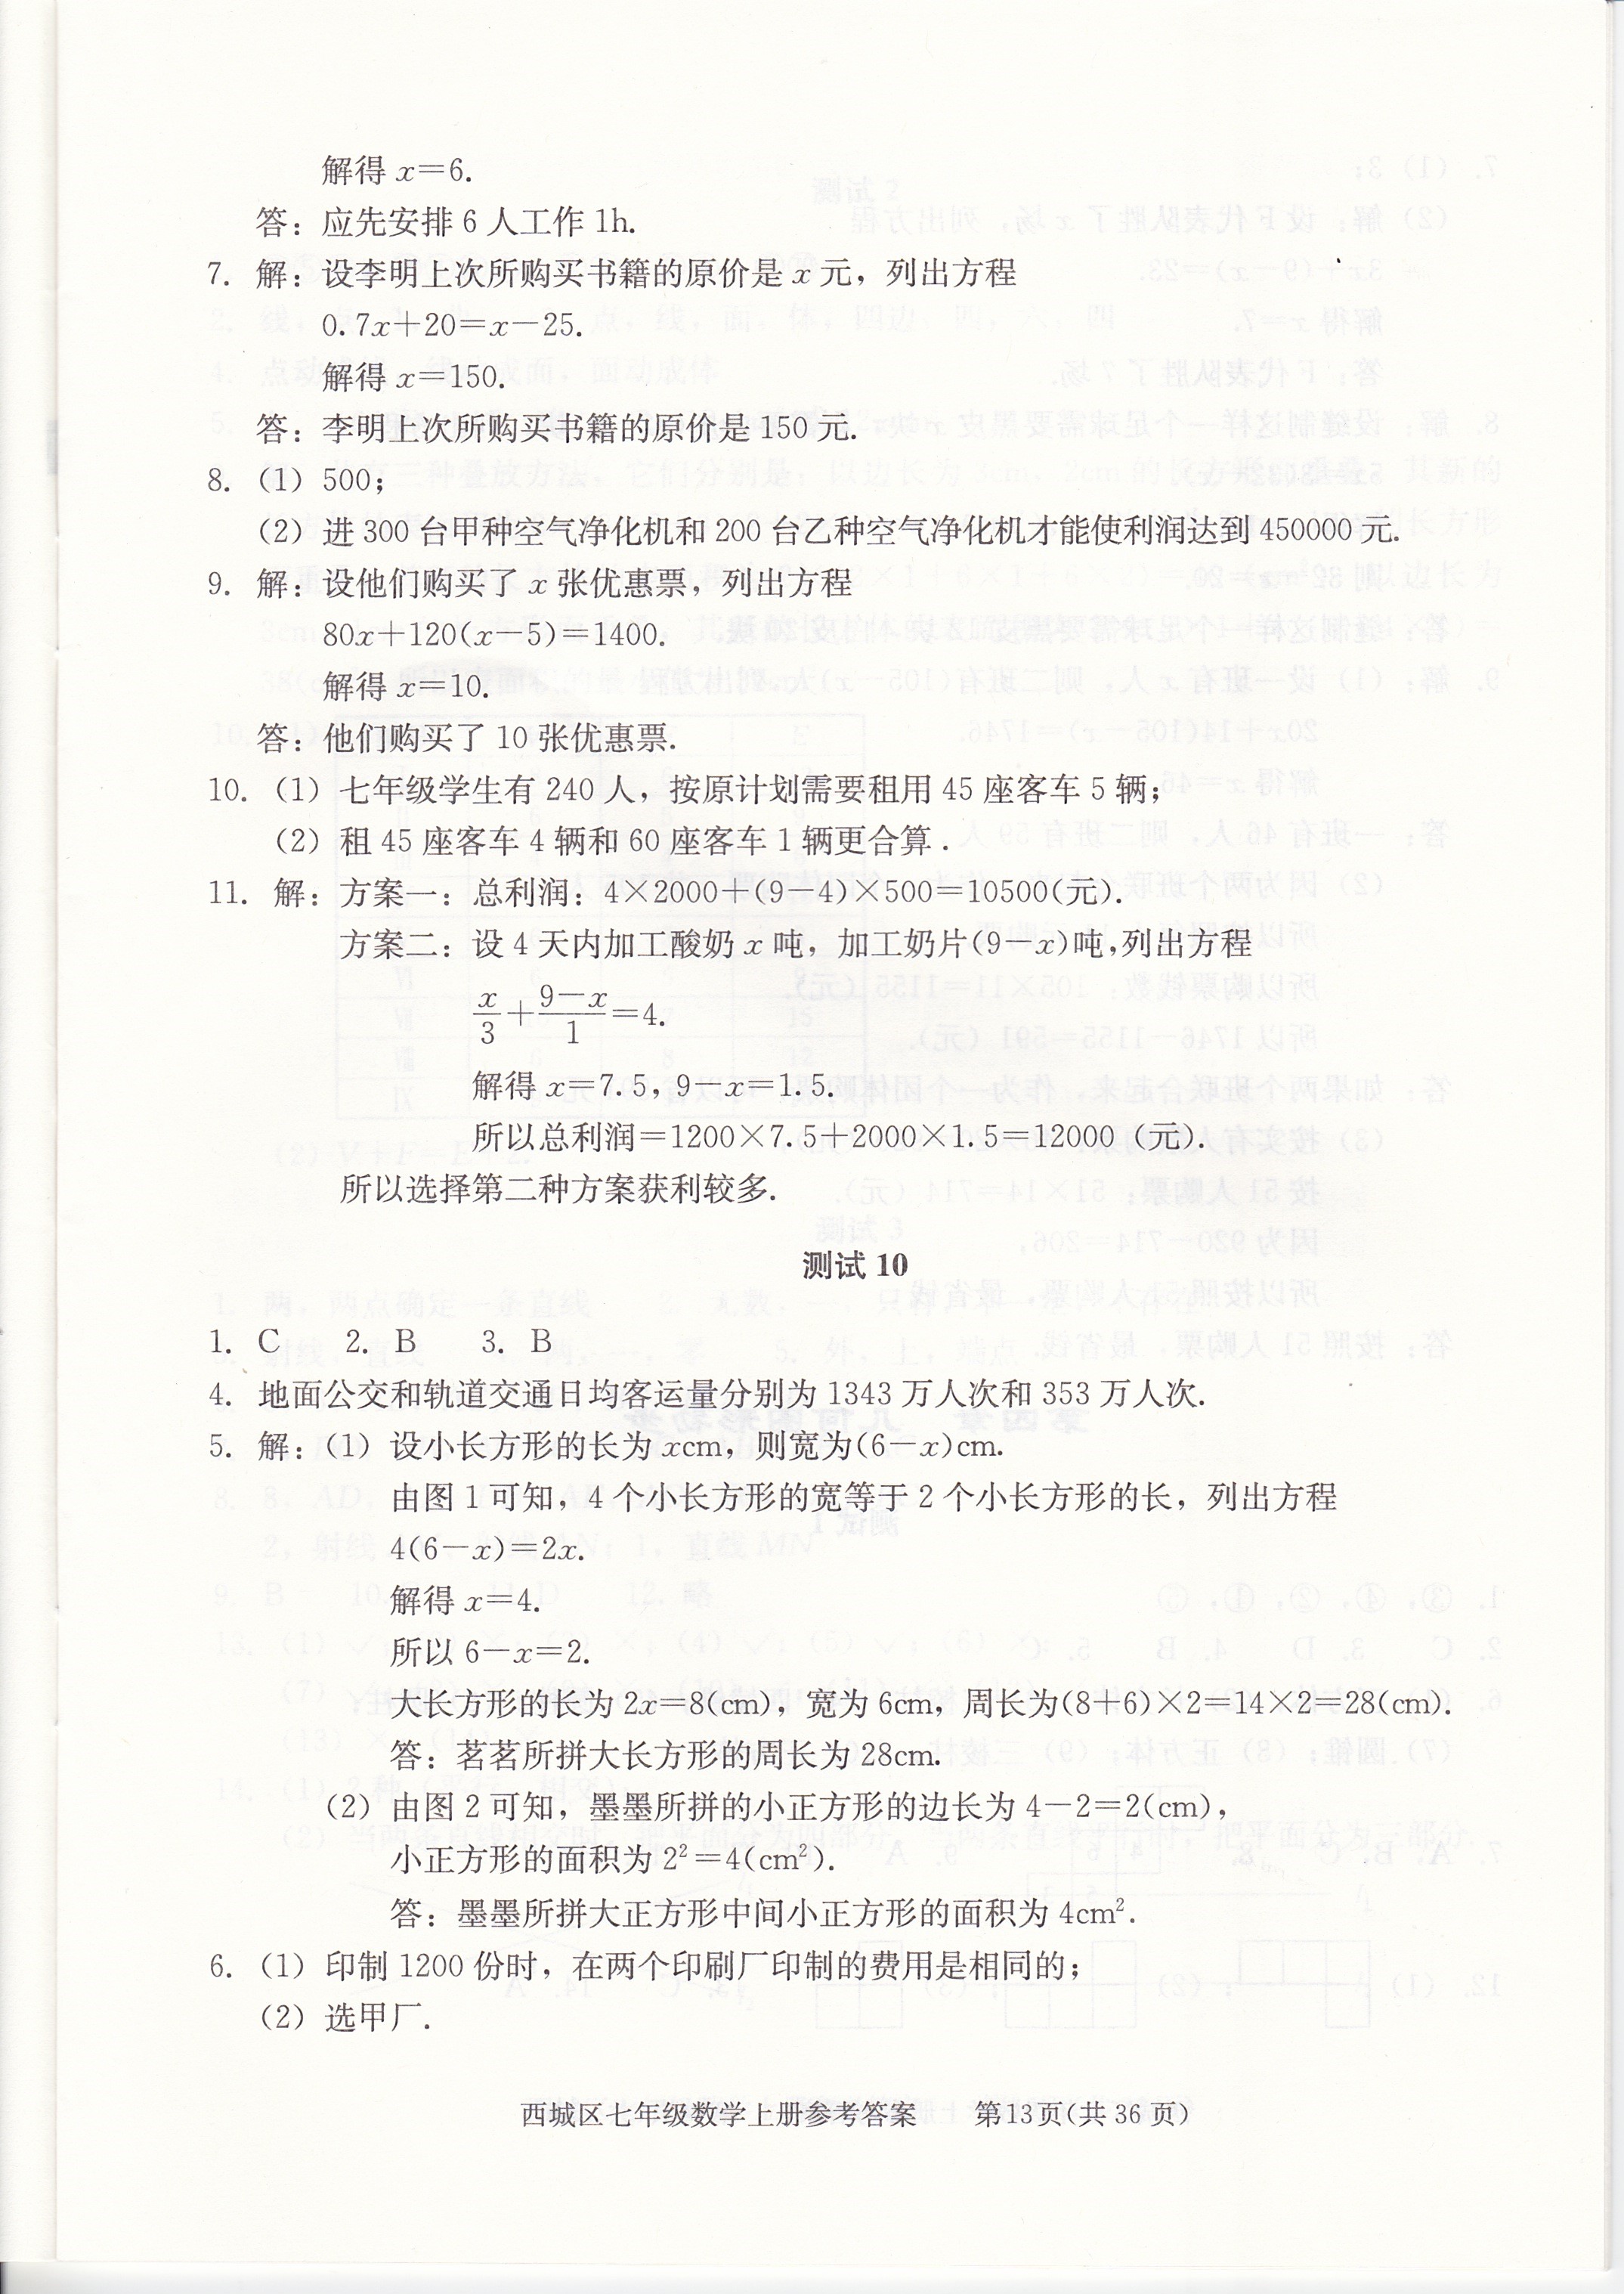 解得 x=6.
答：应先安排 6 人工作 1h.
7. 解：设李明上次所购买书籍的原价是 x 元，列出方程
0.7x+20=x-25.
解得 x=150.
答：李明上次所购买书籍的原价是 150 元.
8. (1) 500；
(2) 进 300 台甲种空气净化机和 200 台乙种空气净化机才能使利润达到 450000 元.
9. 解：设他们购买了 x 张优惠票，列出方程
80x+120(x-5)=1400.
解得 x=10.
答：他们购买了 10 张优惠票.
10. (1) 七年级学生有 240 人，按原计划需要租用 45 座客车 5 辆；
(2) 租 45 座客车 4 辆和 60 座客车 1 辆更合算.
11. 解：方案一：总利润：4×2000+(9-4)×500=10500(元).
方案二：设 4 天内加工酸奶 x 吨，加工奶片(9-x)吨,列出方程
x/3+(9-x)/1=4.
解得 x=7.5，9-x=1.5.
所以总利润=1200×7.5+2000×1.5=12000 (元).
所以选择第二种方案获利较多.
测试 10
1. C 2. B 3. B
4. 地面公交和轨道交通日均客运量分别为 1343 万人次和 353 万人次.
5. 解：(1) 设小长方形的长为 xcm，则宽为(6-x)cm.
由图 1 可知，4 个小长方形的宽等于 2 个小长方形的长，列出方程
4(6-x)=2x.
解得 x=4.
所以 6-x=2.
大长方形的长为 2x=8(cm)，宽为 6cm，周长为(8+6)×2=14×2=28(cm).
答：茗茗所拼大长方形的周长为 28cm.
(2) 由图 2 可知，墨墨所拼的小正方形的边长为 4-2=2(cm)，
小正方形的面积为 2²=4(cm²).
答：墨墨所拼大正方形中间小正方形的面积为 4cm².
6. (1) 印制 1200 份时，在两个印刷厂印制的费用是相同的；
(2) 选甲厂.
西城区七年级数学上册参考答案 第 13 页(共 36 页)